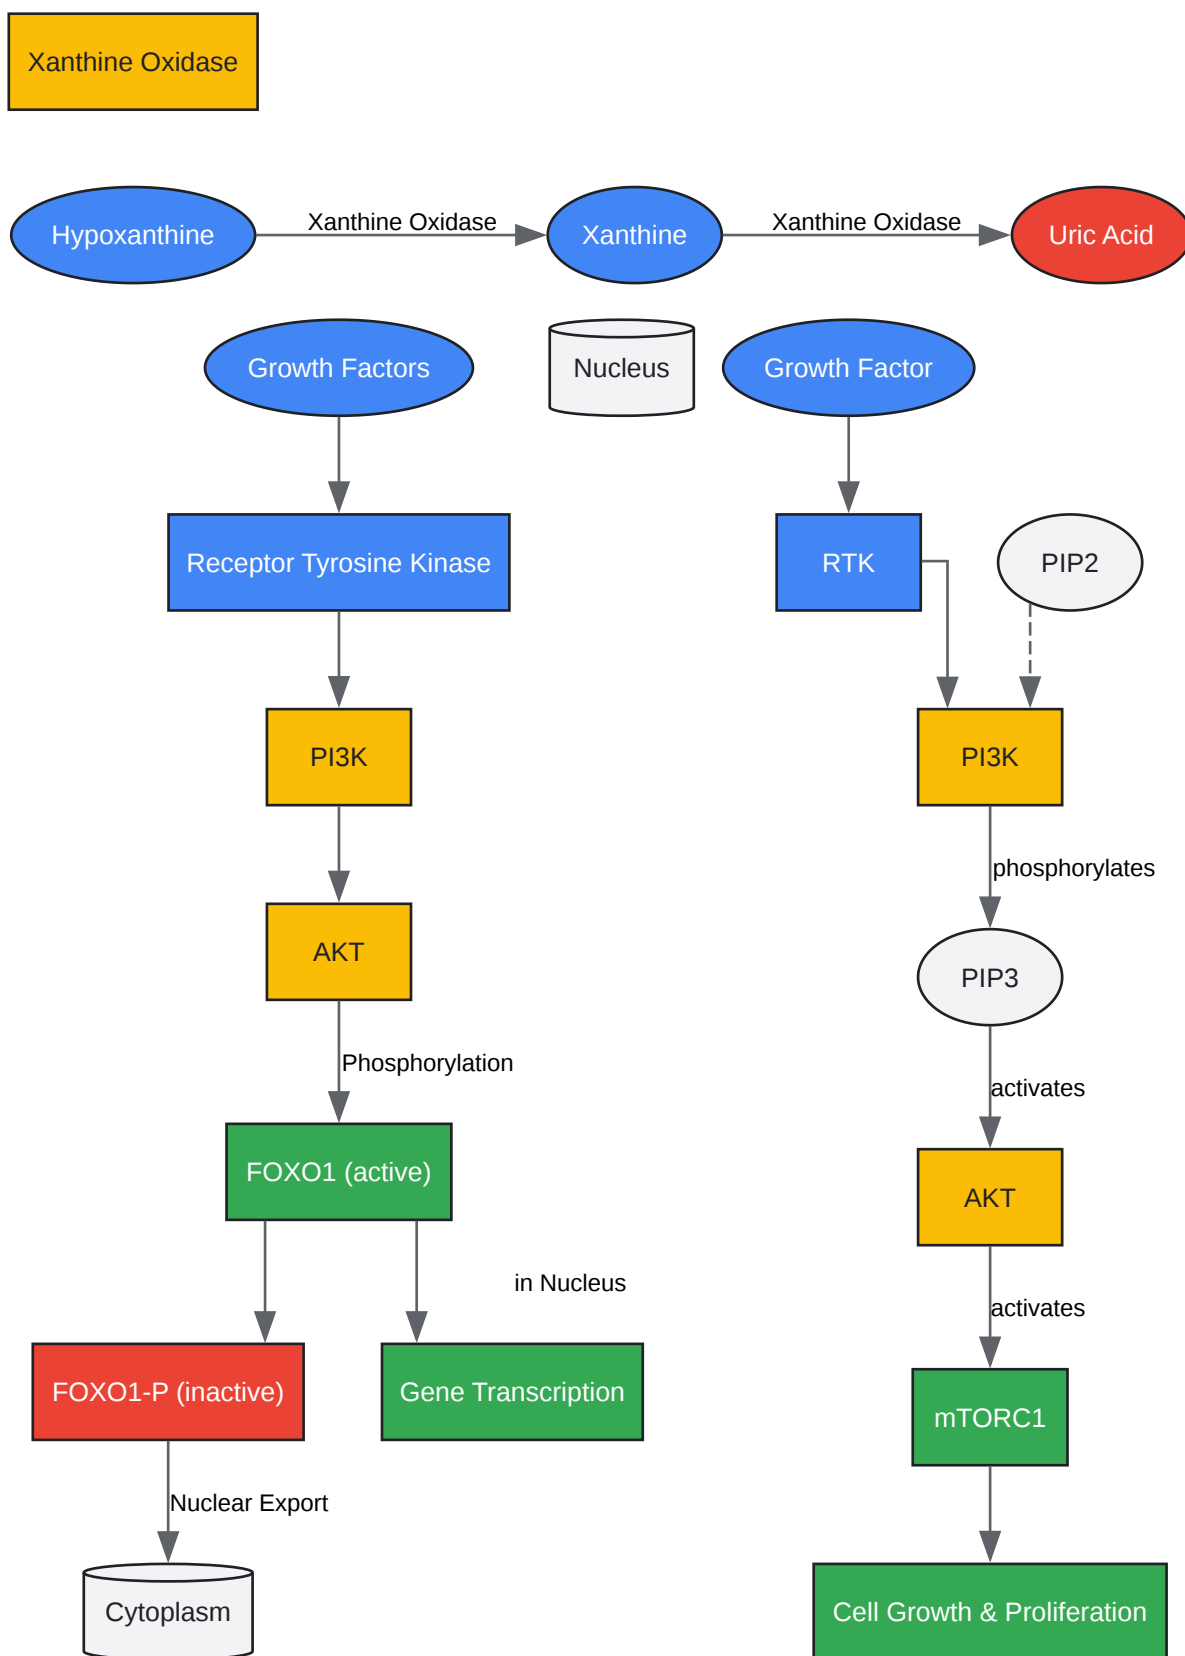 Xanthine Oxidase
Hypoxanthine
Xanthine Oxidase
Xanthine
Xanthine Oxidase
Uric Acid
Growth Factors
Nucleus
Growth Factor
Receptor Tyrosine Kinase
RTK
PIP2
PI3K
PI3K
phosphorylates
AKT
PIP3
Phosphorylation
activates
FOXO1 (active)
AKT
in Nucleus
activates
FOXO1-P (inactive)
Gene Transcription
mTORC1
Nuclear Export
Cytoplasm
Cell Growth & Proliferation